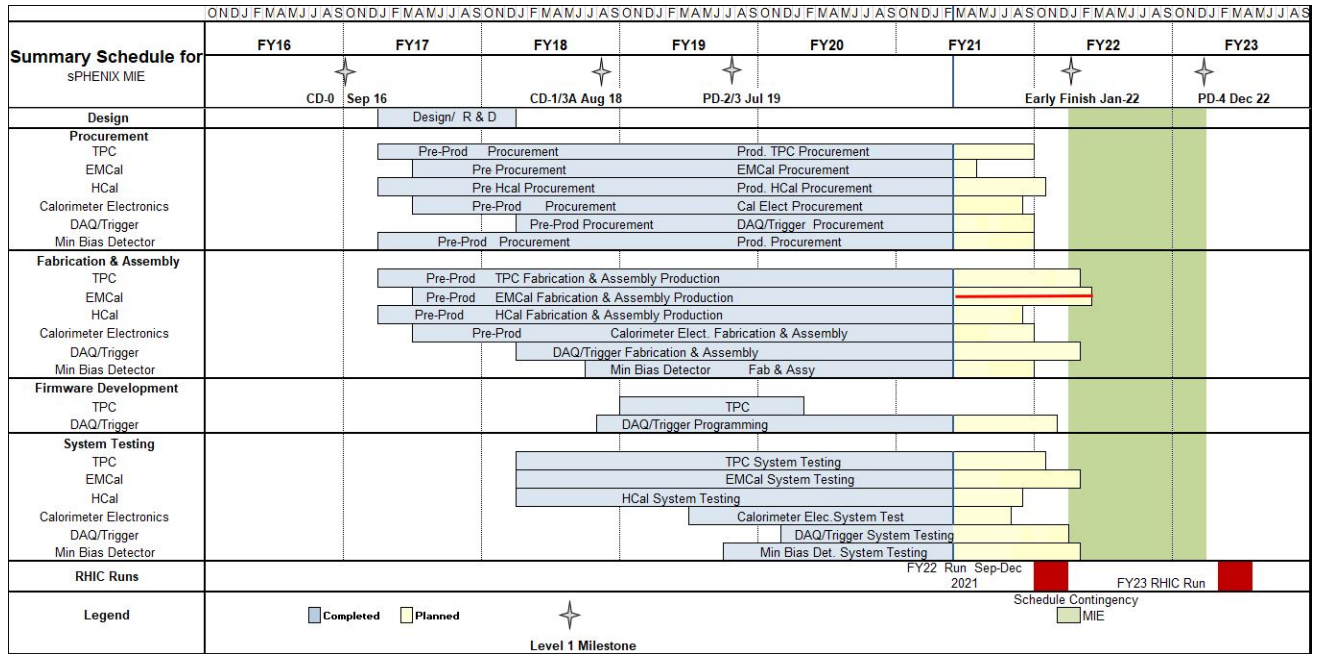 O N D J F M A M J J A S O N D J F M A M J J A S O N D J F M A M J J A S O N D J F M A M J J A S O N D J F M A M J J A S O N D J F M A M J J A S O N D J F M A M J J A S O N D J F M A M J J A S
FY16 FY17 FY18 FY19 FY20 FY21 FY22 FY23
Summary Schedule for
sPHENIX MIE
CD-0 Sep 16 CD-1/3A Aug 18 PD-2/3 Jul 19 Early Finish Jan-22 PD-4 Dec 22
Design Design/ R & D
Procurement
TPC Pre-Prod Procurement Prod. TPC Procurement
EMCal Pre Procurement EMCal Procurement
HCal Pre Hcal Procurement Prod. HCal Procurement
Calorimeter Electronics Pre-Prod Procurement Cal Elect Procurement
DAQ/Trigger Pre-Prod Procurement DAQ/Trigger Procurement
Min Bias Detector Pre-Prod Procurement Prod. Procurement
Fabrication & Assembly
TPC Pre-Prod TPC Fabrication & Assembly Production
EMCal Pre-Prod EMCal Fabrication & Assembly Production
HCal Pre-Prod HCal Fabrication & Assembly Production
Calorimeter Electronics Pre-Prod Calorimeter Elect. Fabrication & Assembly
DAQ/Trigger DAQ/Trigger Fabrication & Assembly
Min Bias Detector Min Bias Detector Fab & Assy
Firmware Development
TPC TPC
DAQ/Trigger DAQ/Trigger Programming
System Testing
TPC TPC System Testing
EMCal EMCal System Testing
HCal HCal System Testing
Calorimeter Electronics Calorimeter Elec.System Test
DAQ/Trigger DAQ/Trigger System Testing
Min Bias Detector Min Bias Det. System Testing
RHIC Runs FY22 Run Sep-Dec
2021 FY23 RHIC Run
Schedule Contingency
Legend Completed Planned MIE
Level 1 Milestone